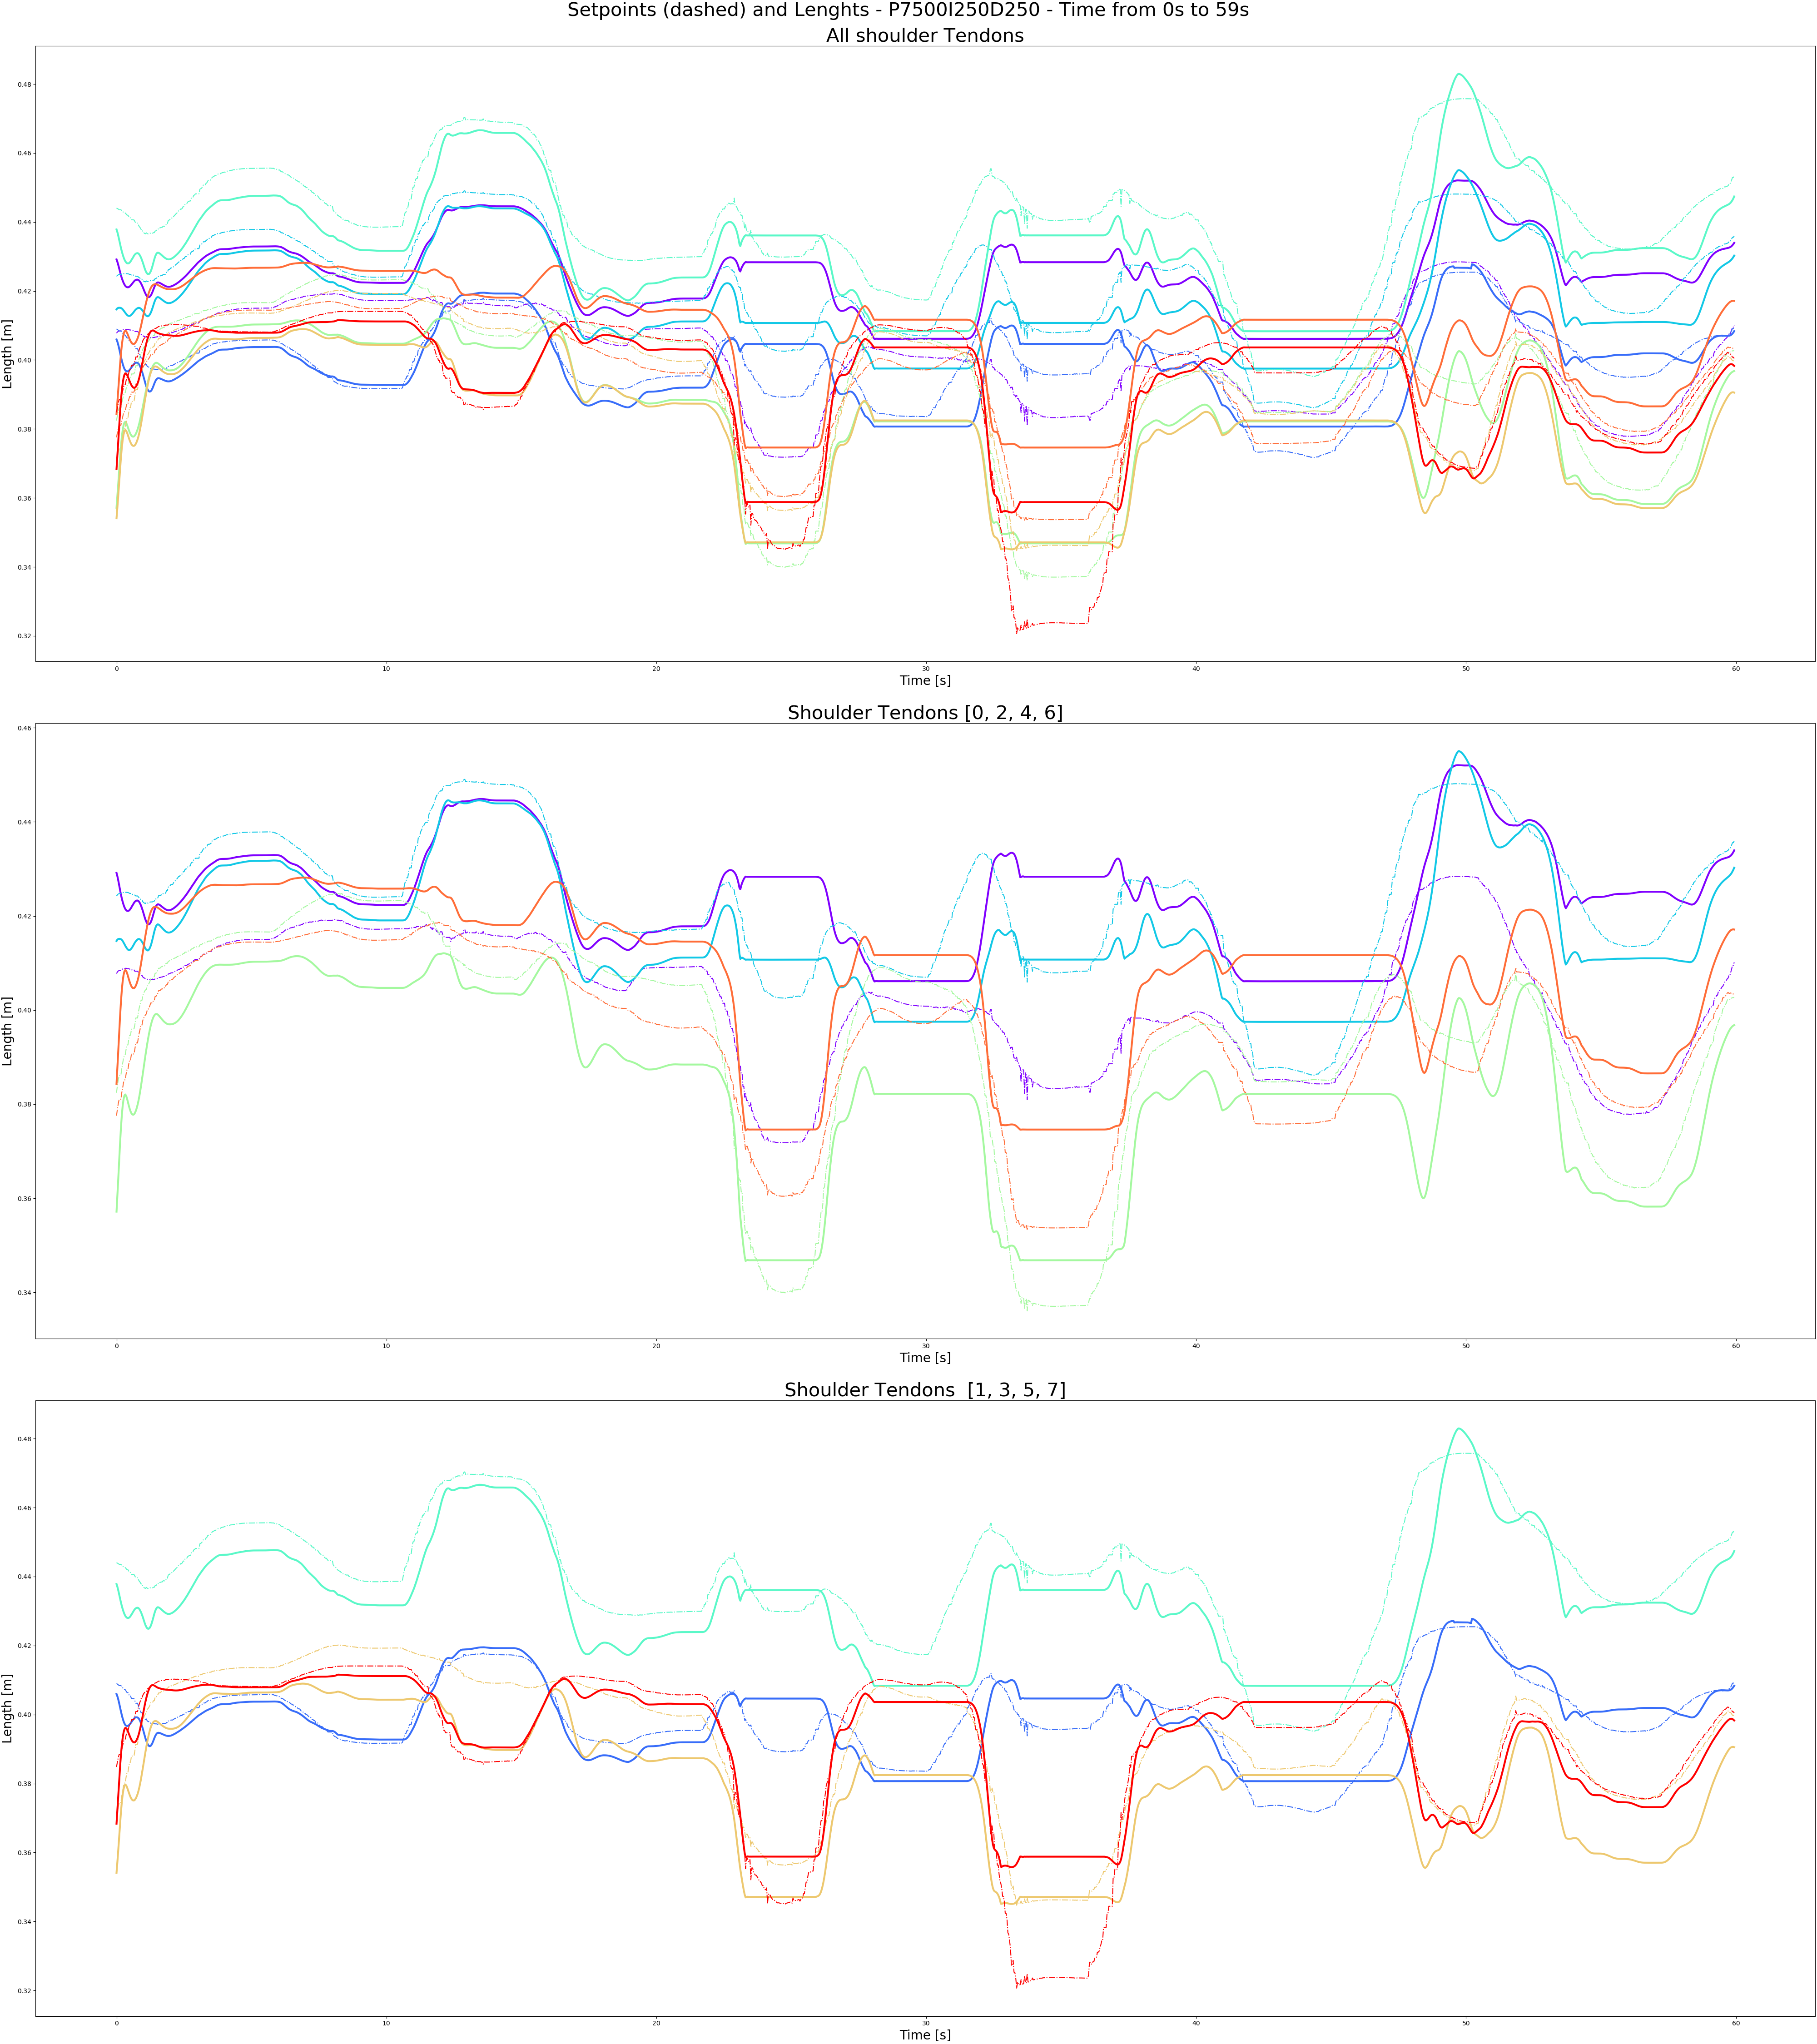 Setpoints (dashed) and Lenghts - P7500I250D250 - Time from 0s to 59s
All shoulder Tendons
Length [m]
0.48
0.46
0.44
0.42
0.40
0.38
0.36
0.34
0.32
0 10 20 30 40 50 60
Time [s]
Shoulder Tendons [0, 2, 4, 6]
Length [m]
0.46
0.44
0.42
0.40
0.38
0.36
0.34
0 10 20 30 40 50 60
Time [s]
Shoulder Tendons  [1, 3, 5, 7]
Length [m]
0.48
0.46
0.44
0.42
0.40
0.38
0.36
0.34
0.32
0 10 20 30 40 50 60
Time [s]